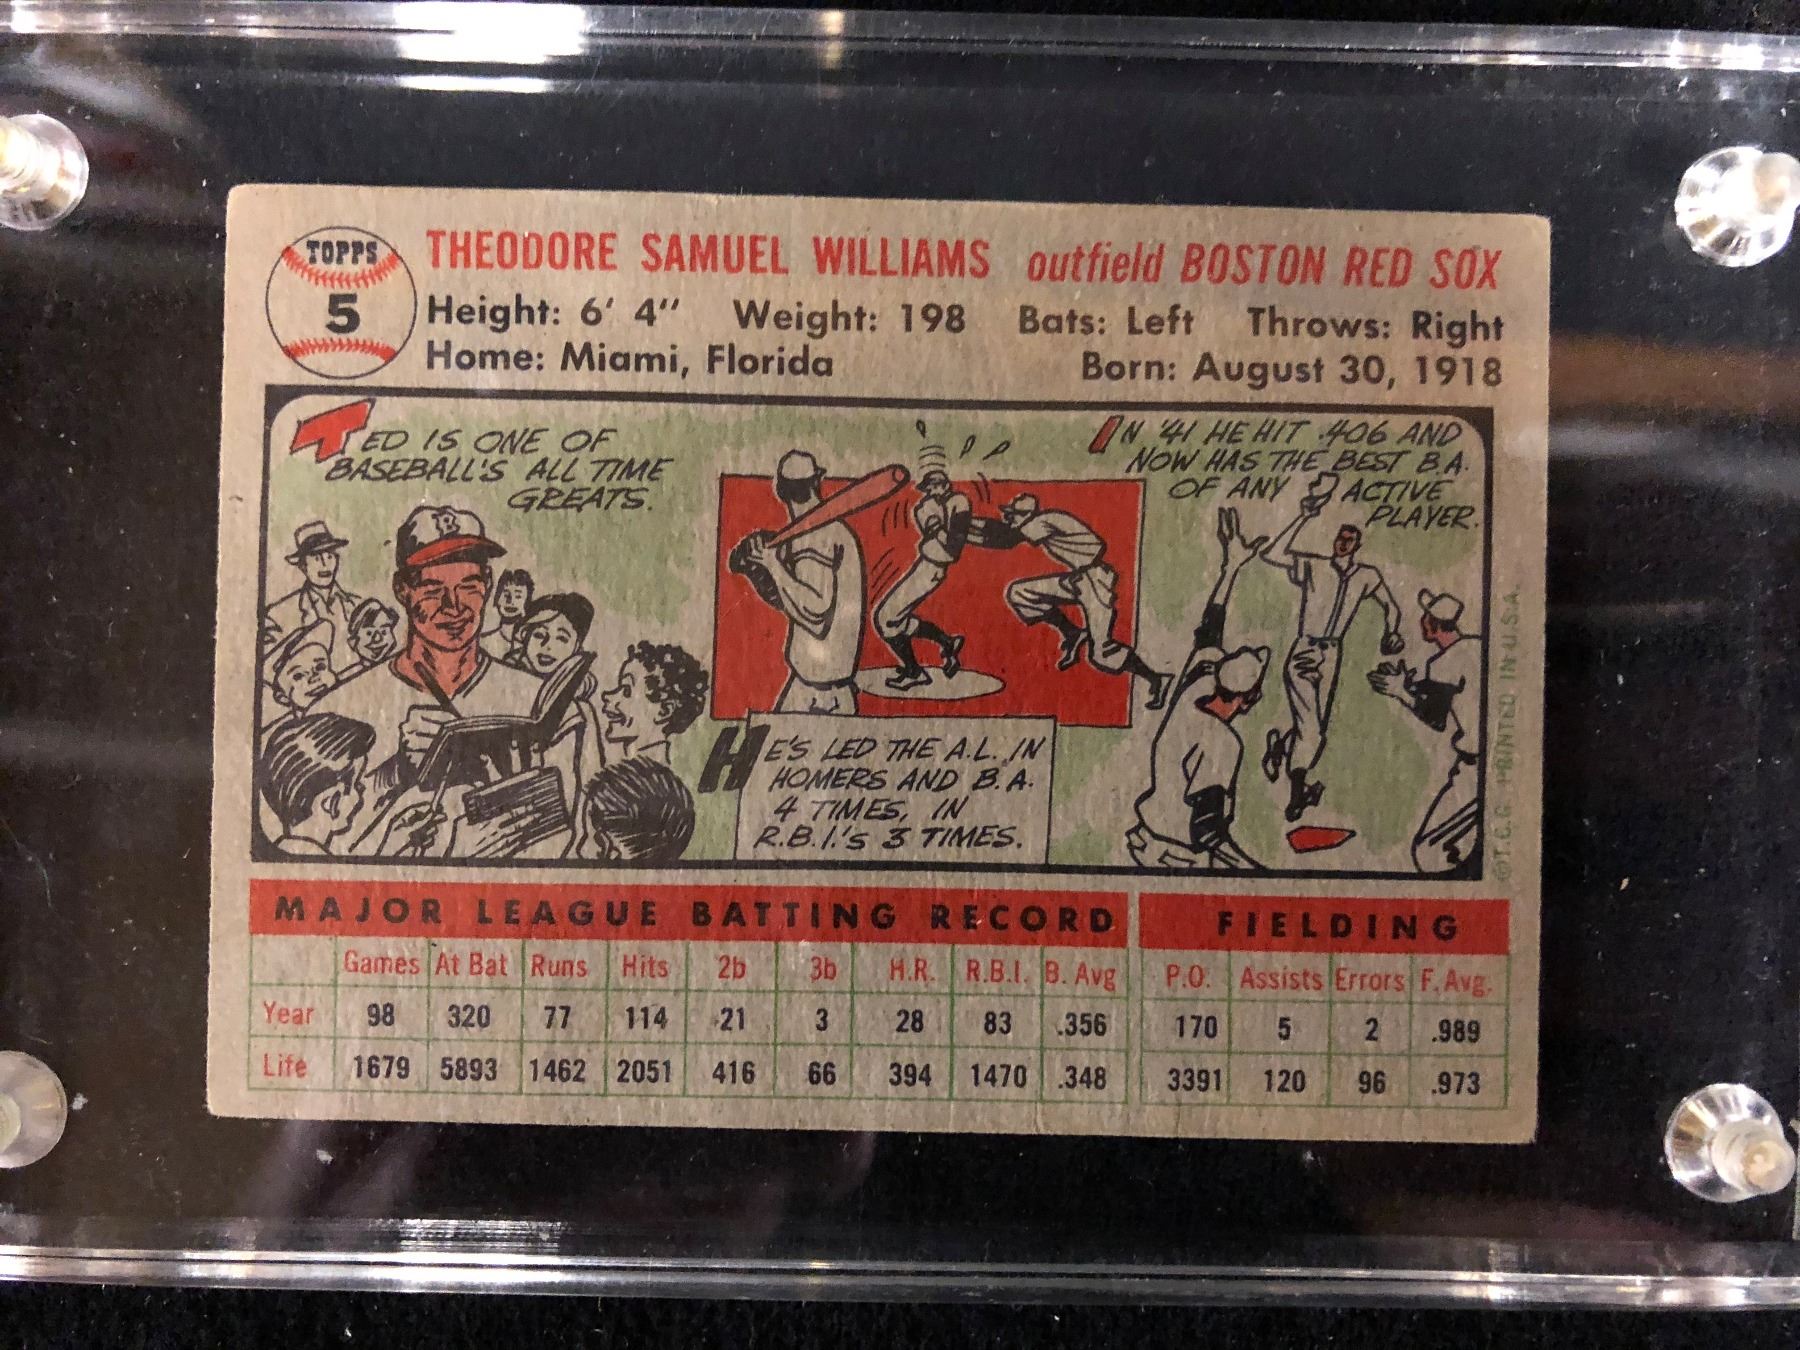 TOPPS
5
THEODORE SAMUEL WILLIAMS outfield BOSTON RED SOX
Height: 6' 4" Weight: 198 Bats: Left Throws: Right
Home: Miami, Florida Born: August 30, 1918
TED IS ONE OF
BASEBALL'S ALL TIME
GREATS.
B
HE'S LED THE A.L. IN
HOMERS AND B.A.
4 TIMES, IN
R.B.I.'S 3 TIMES.
IN '41 HE HIT .406 AND
NOW HAS THE BEST B.A.
OF ANY ACTIVE
PLAYER.
©T.C.G. PRINTED IN U.S.A.
MAJOR LEAGUE BATTING RECORD FIELDING
Games At Bat Runs Hits 2b 3b H.R. R.B.I. B. Avg P.O. Assists Errors F. Avg.
Year 98 320 77 114 21 3 28 83 .356 170 5 2 .989
Life 1679 5893 1462 2051 416 66 394 1470 .348 3391 120 96 .973